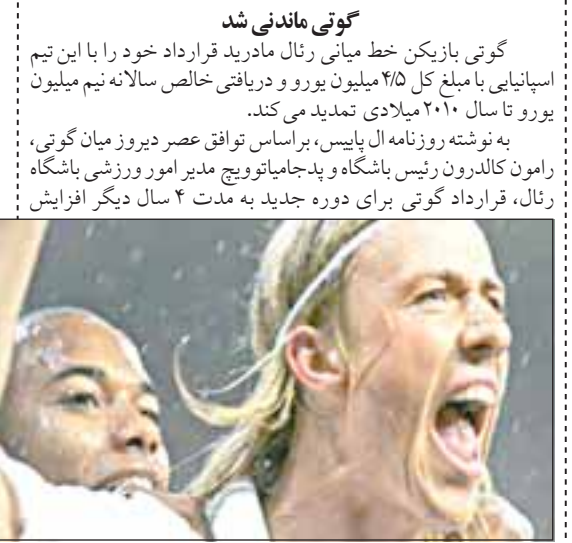 گوتی ماندنی شد
گوتی بازیکن خط میانی رئال مادرید قرارداد خود را با این تیم
اسپانیایی با مبلغ کل ۴/۵ میلیون یورو و دریافتی خالص سالانه نیم میلیون
یورو تا سال ۲۰۱۰ میلادی تمدید می کند.
به نوشته روزنامه ال پاییس، براساس توافق عصر دیروز میان گوتی،
رامون کالدرون رئیس باشگاه و پدجامیاتوویچ مدیر امور ورزشی باشگاه
رئال، قرارداد گوتی برای دوره جدید به مدت ۴ سال دیگر افزایش